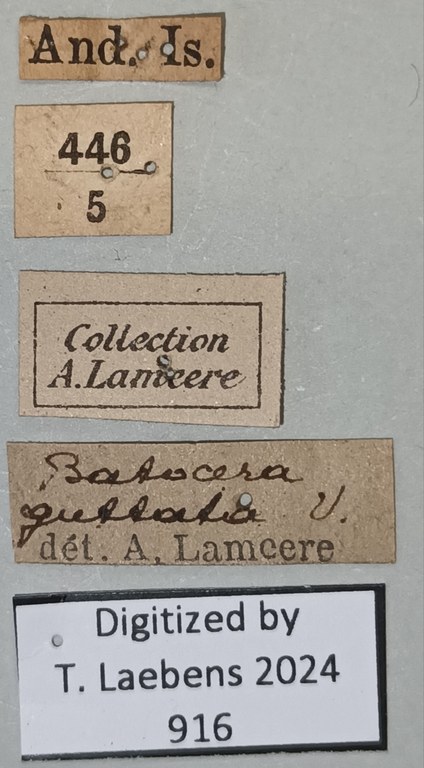 And. Is.
446
5
Collection
A. Lameere
Batocera
guttata V.
dét. A. Lameere
Digitized by
T. Laebens 2024
916